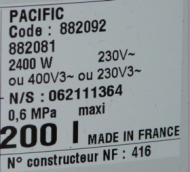 PACIFIC
Code : 882092
882081
2400 W 230V~
ou 400V3~ ou 230V3~
N/S : 062111364
0,6 MPa maxi
200 l MADE IN FRANCE
N° constructeur NF : 416